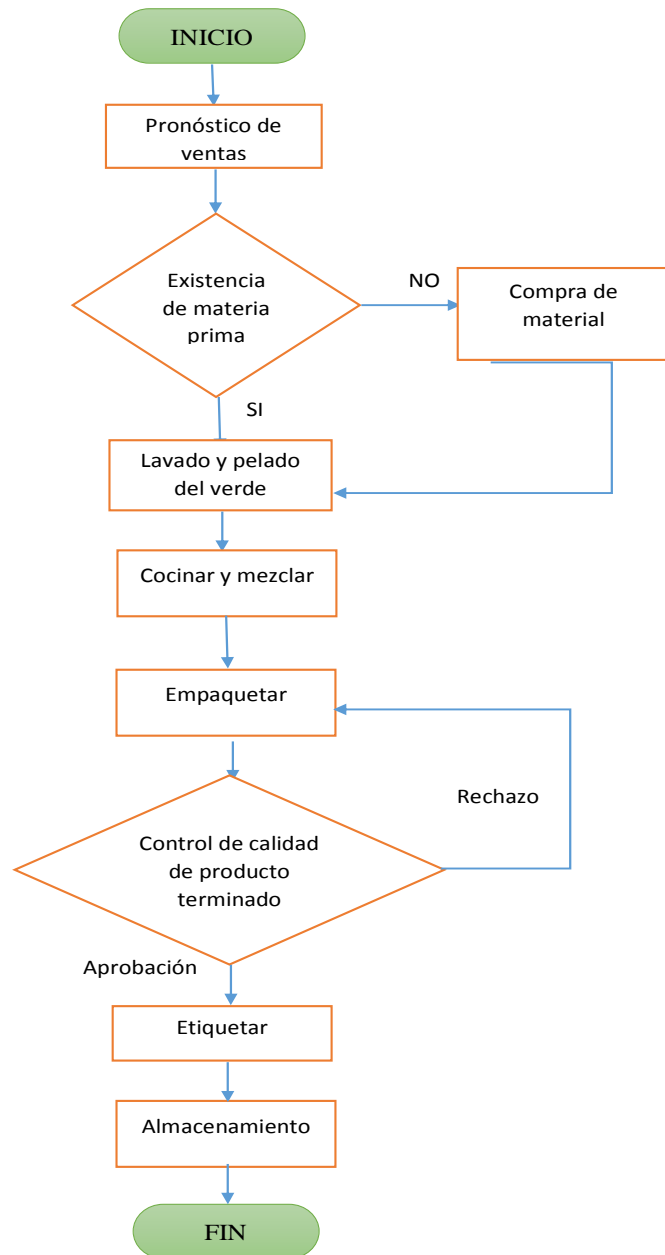 INICIO
Pronóstico de
ventas
Existencia
de materia
prima
NO
Compra de
material
SI
Lavado y pelado
del verde
Cocinar y mezclar
Empaquetar
Rechazo
Control de calidad
de producto
terminado
Aprobación
Etiquetar
Almacenamiento
FIN